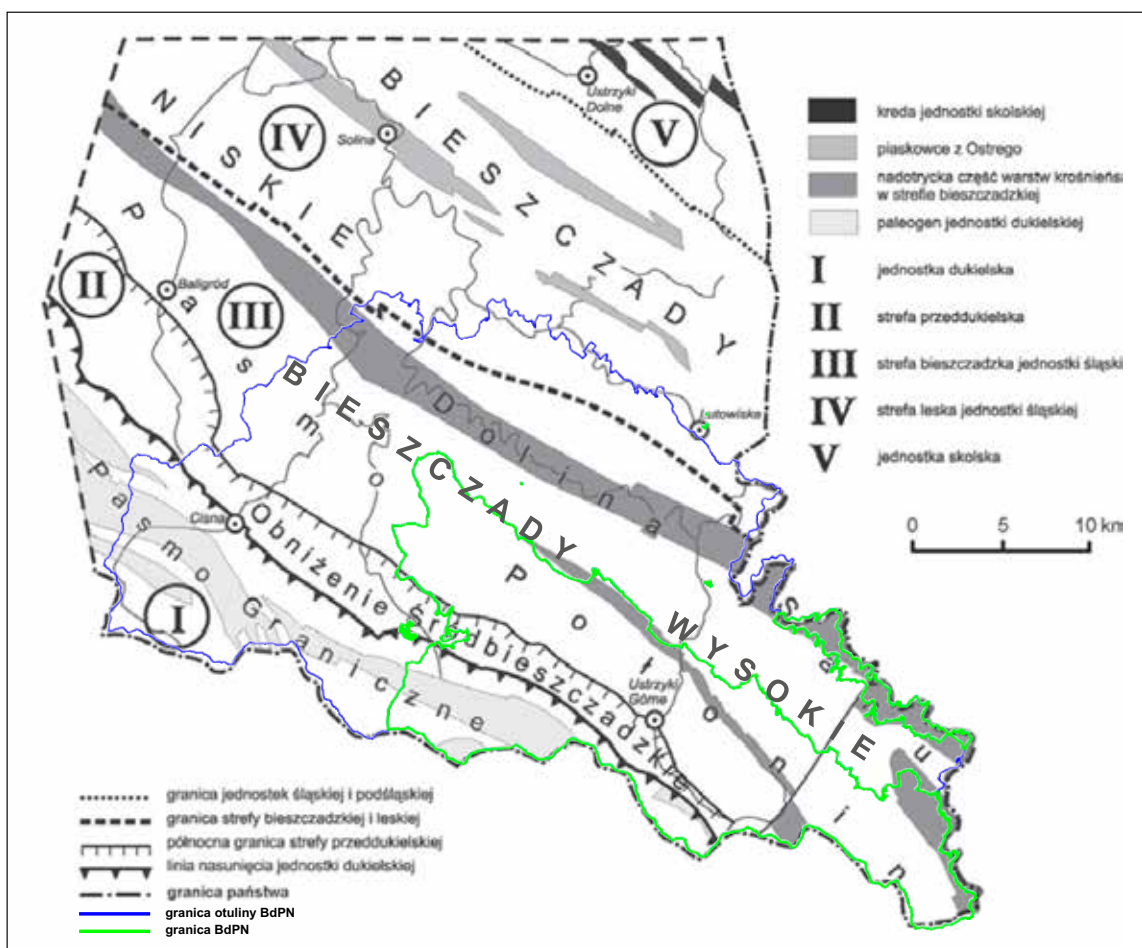 NISKIE BIESZCZADY
Ustrzyki
Dolne
V
IV
Solina
II
Baligród
III
Pasmo Połonin
BIESZCZADY WYSOKIE
Dolina Sanu
Lutowiska
Cisna
Pasmo Graniczne
I
Obniżenie Śródbieszczadzkie
Ustrzyki
Górne
kreda jednostki skolskiej
piaskowce z Ostrego
nadotrycka część warstw krośnieńs
w strefie bieszczadzkiej
paleogen jednostki dukielskiej
I jednostka dukielska
II strefa przeddukielska
III strefa bieszczadzka jednostki śląski
IV strefa leska jednostki śląskiej
V jednostka skolska
0 5 10 km
granica jednostek śląskiej i podśląskiej
granica strefy bieszczadzkiej i leskiej
północna granica strefy przeddukielskiej
linia nasunięcia jednostki dukielskiej
granica państwa
granica otuliny BdPN
granica BdPN